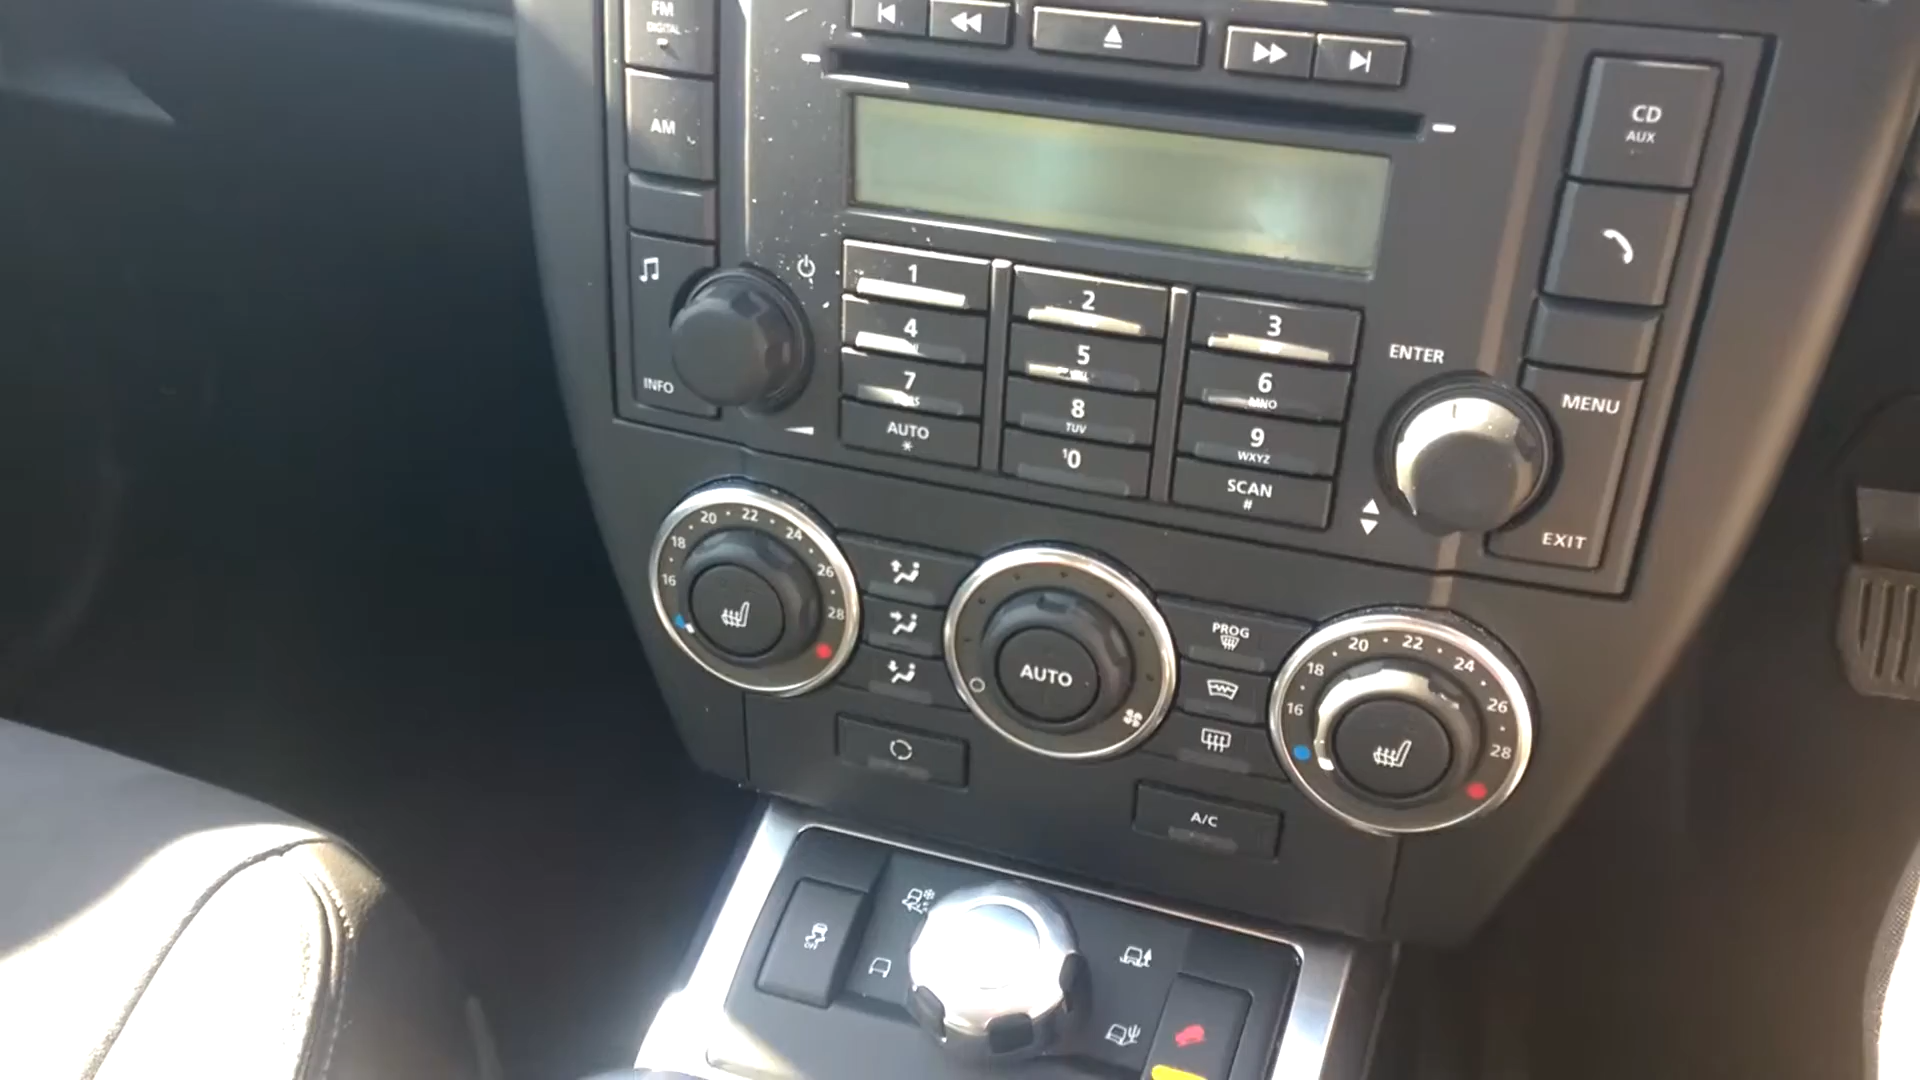 FM
DIGITAL
AM
CD
AUX
INFO
1
2
3
4
5
6
MNO
7
8
TUV
9
WXYZ
AUTO
*
0
SCAN
#
ENTER
MENU
EXIT
16 18 20 22 24 26 28
AUTO
PROG
16 18 20 22 24 26 28
A/C
OFF